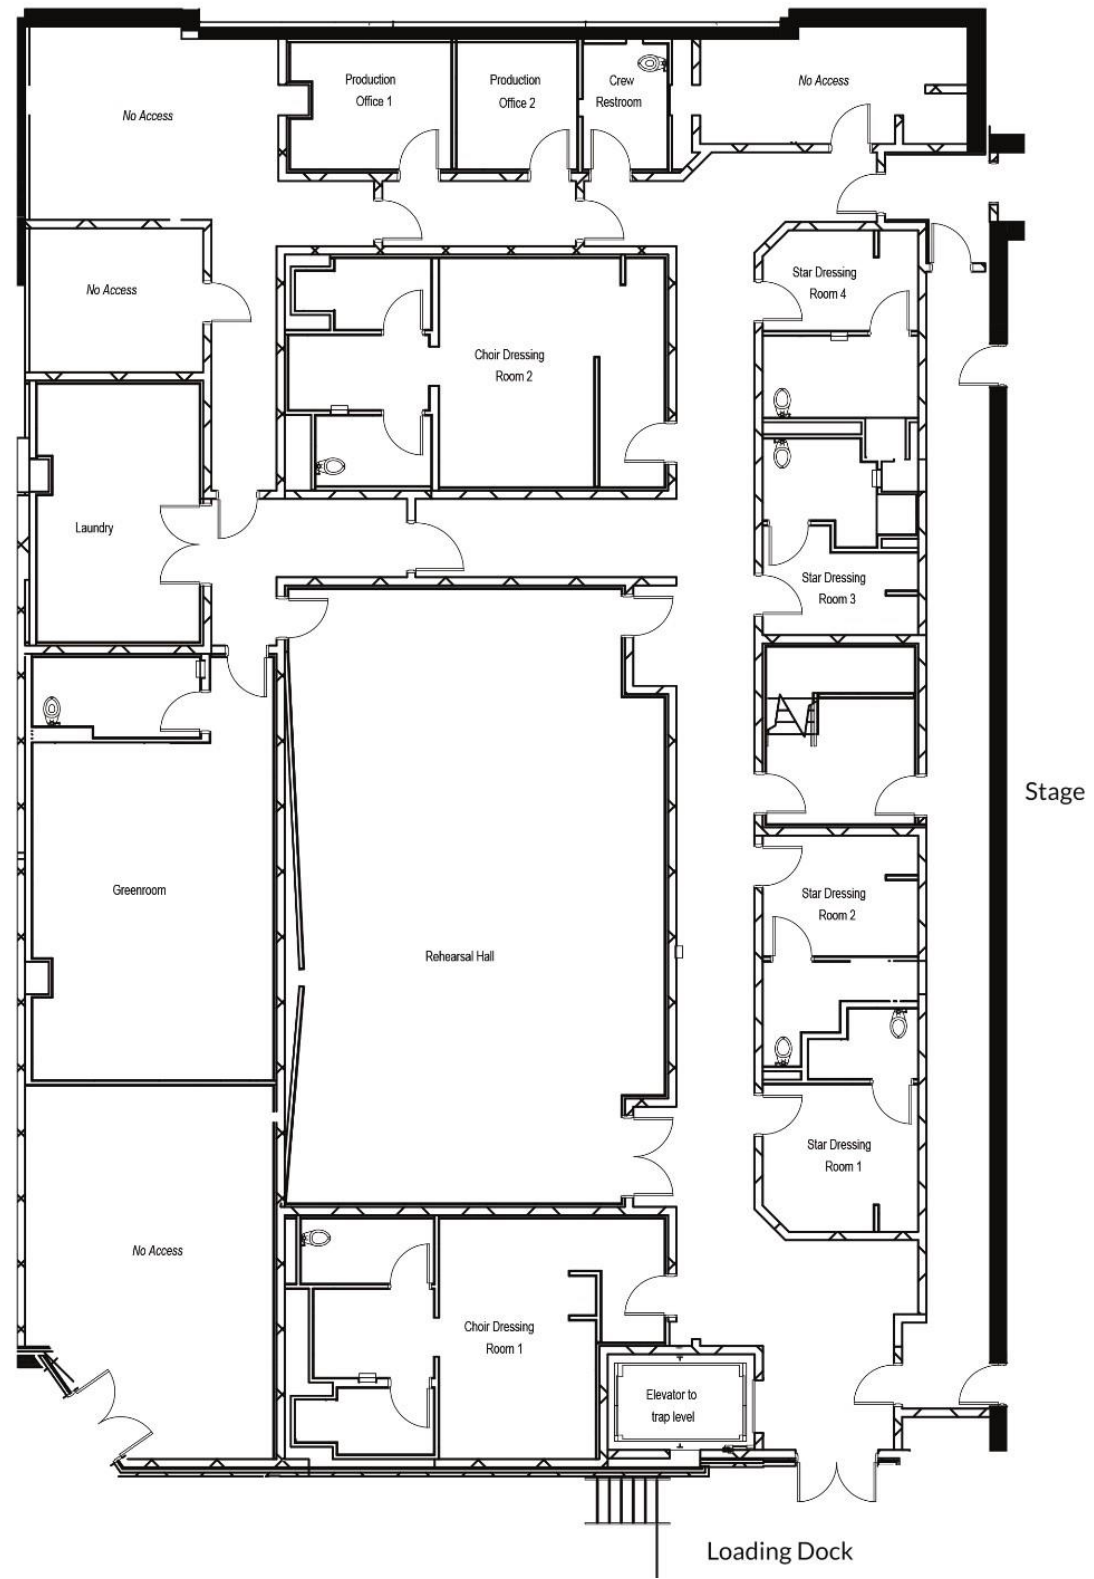 No Access
Production
Office 1
Production
Office 2
Crew
Restroom
No Access
No Access
Star Dressing
Room 4
Choir Dressing
Room 2
Laundry
Star Dressing
Room 3
Stage
Greenroom
Star Dressing
Room 2
Rehearsal Hall
Star Dressing
Room 1
No Access
Choir Dressing
Room 1
Elevator to
trap level
Loading Dock